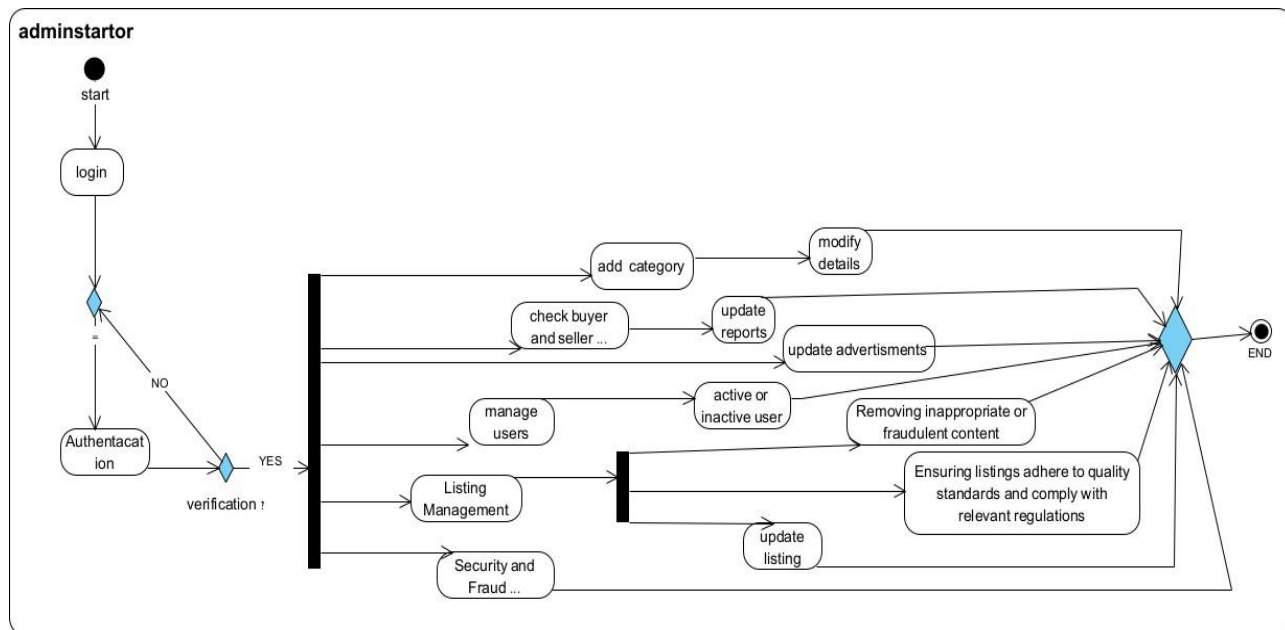 adminstartor
start
login
=
NO
Authentacat
ion
YES
verification
add category
modify
details
check buyer
and seller ...
update
reports
update advertisments
END
manage
users
active or
inactive user
Removing inappropriate or
fraudulent content
Listing
Management
Ensuring listings adhere to quality
standards and comply with
relevant regulations
update
listing
Security and
Fraud ...